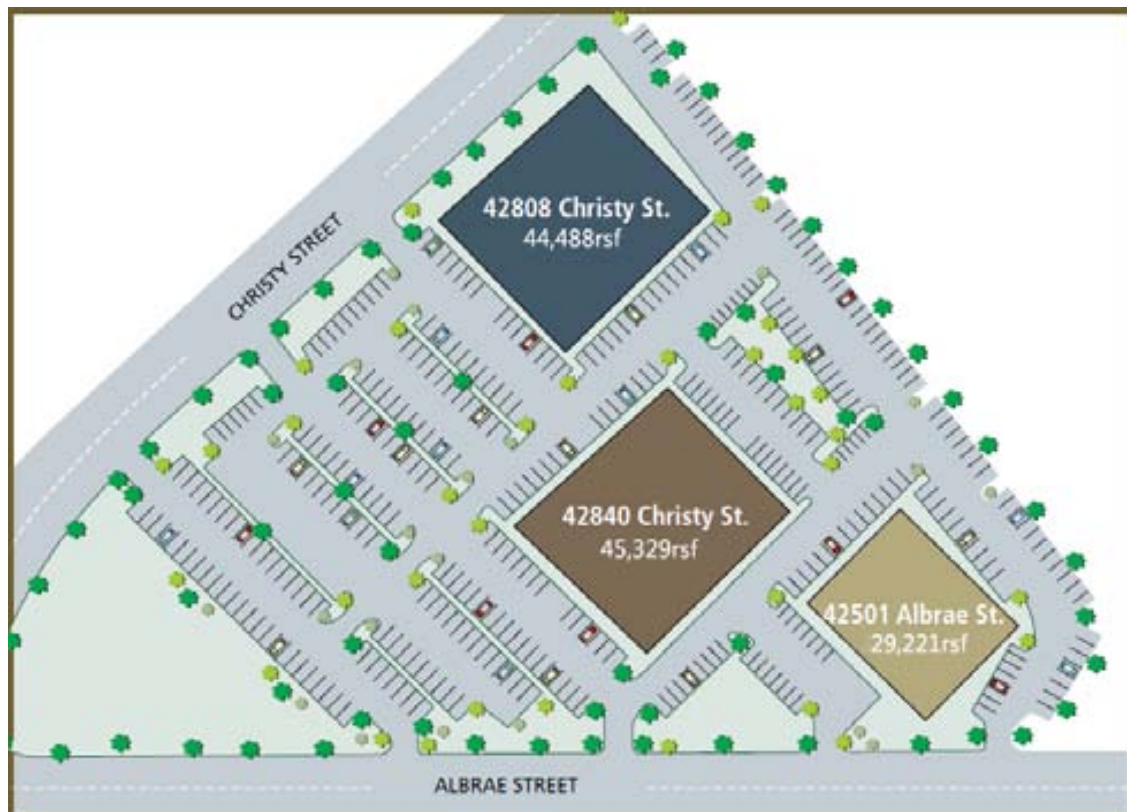 42808 Christy St.
44,488rsf
CHRISTY STREET
42840 Christy St.
45,329rsf
42501 Albrae St.
29,221rsf
ALBRAE STREET